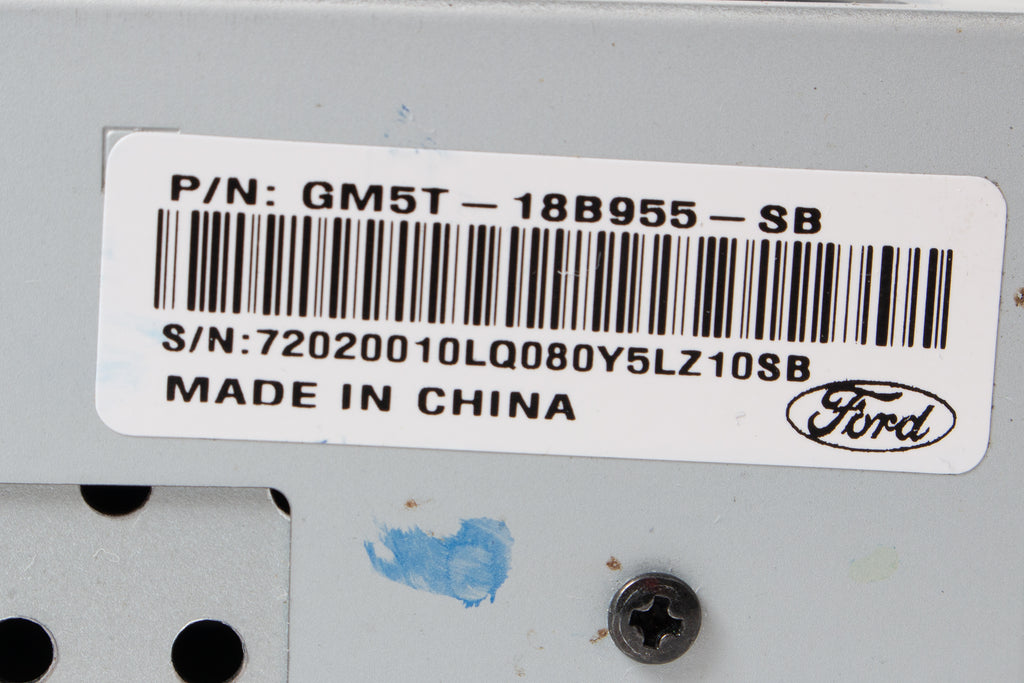 P/N: GM5T-18B955-SB
S/N:72020010LQ080Y5LZ10SB
MADE IN CHINA
Ford